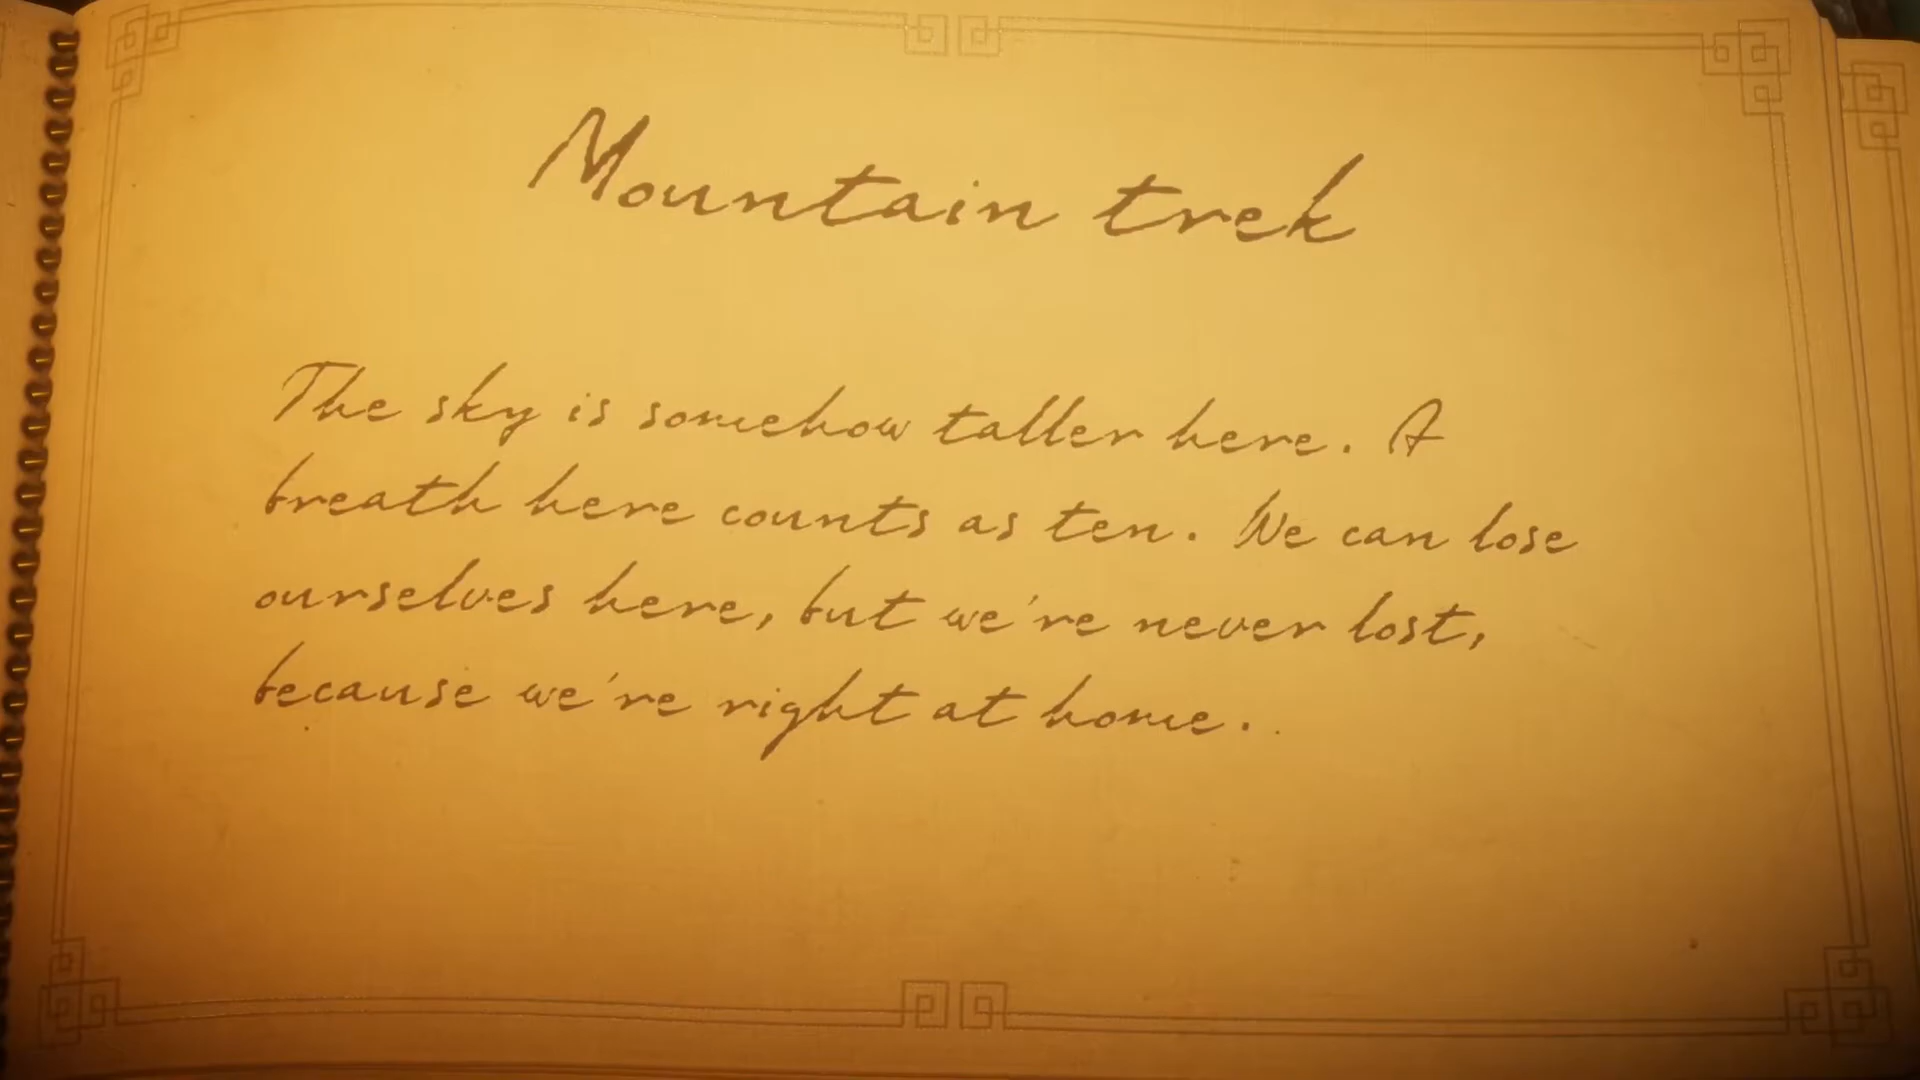 Mountain trek
The sky is somehow taller here. A
breath here counts as ten. We can lose
ourselves here, but we're never lost,
because we're right at home.